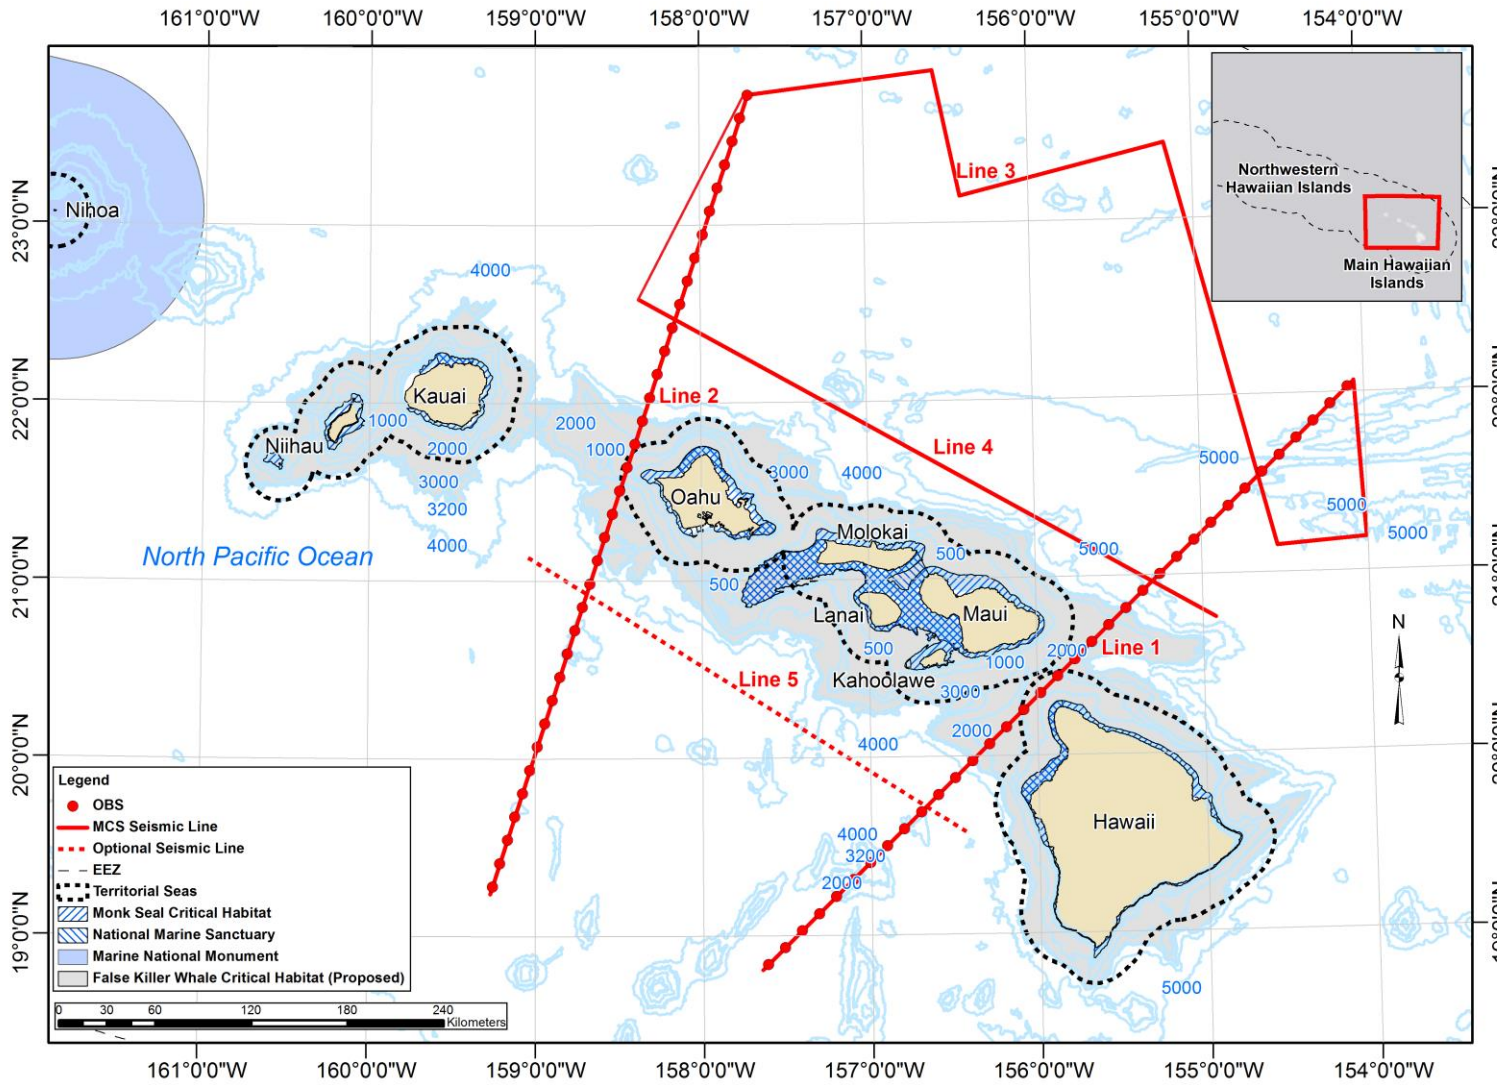 161°0'0"W
160°0'0"W
159°0'0"W
158°0'0"W
157°0'0"W
156°0'0"W
155°0'0"W
154°0'0"W
23°0'0"N
22°0'0"N
21°0'0"N
20°0'0"N
19°0'0"N
Northwestern
Hawaiian Islands
Main Hawaiian
Islands
Line 3
Nihoa
4000
Kauai
1000
2000
Niihau
3000
3200
4000
Line 2
2000
1000
Oahu
3000
4000
Line 4
5000
5000
5000
North Pacific Ocean
500
Molokai
500
5000
Lanai
Maui
500
1000
2000
Line 1
Kahoolawe
3000
Line 5
2000
4000
N
Hawaii
4000
3200
2000
5000
Legend
OBS
MCS Seismic Line
Optional Seismic Line
EEZ
Territorial Seas
Monk Seal Critical Habitat
National Marine Sanctuary
Marine National Monument
False Killer Whale Critical Habitat (Proposed)
0 30 60 120 180 240
Kilometers
161°0'0"W
160°0'0"W
159°0'0"W
158°0'0"W
157°0'0"W
156°0'0"W
155°0'0"W
154°0'0"W